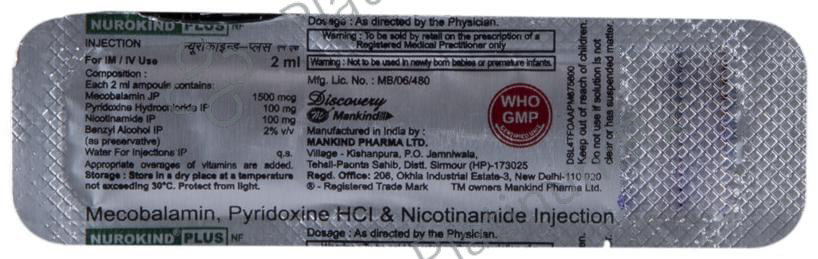 NUROKIND® PLUS NF
INJECTION न्यूरोकाइन्ड-प्लस
For IM / IV Use 2 ml
Composition :
Each 2 ml ampoule contains:
Mecobalamin JP 1500 mcg
Pyridoxine Hydrochloride IP 100 mg
Nicotinamide IP 100 mg
Benzyl Alcohol IP 2% v/v
(as preservative)
Water For Injections IP q.s.
Appropriate overages of vitamins are added.
Storage : Store in a dry place at a temperature
not exceeding 30°C. Protect from light.
Dosage : As directed by the Physician.
Warning : To be sold by retail on the prescription of a
Registered Medical Practitioner only
Warning : Not to be used in newly born babies or premature infants.
Mfg. Lic. No. : MB/06/480
Discovery
Mankind
WHO
GMP
CERTIFIED UNIT
Manufactured in India by :
MANKIND PHARMA LTD.
Village - Kishanpura, P.O. Jamniwala,
Tehsil-Paonta Sahib, Distt. Sirmour (HP)-173025
Regd. Office: 208, Okhla Industrial Estate-3, New Delhi-110 020
® - Registered Trade Mark TM owners Mankind Pharma Ltd.
Keep out of reach of children.
Do not use if solution is not
clear or has suspended matter.
Mecobalamin, Pyridoxine HCl & Nicotinamide Injection
NUROKIND® PLUS NF
Dosage : As directed by the Physician.